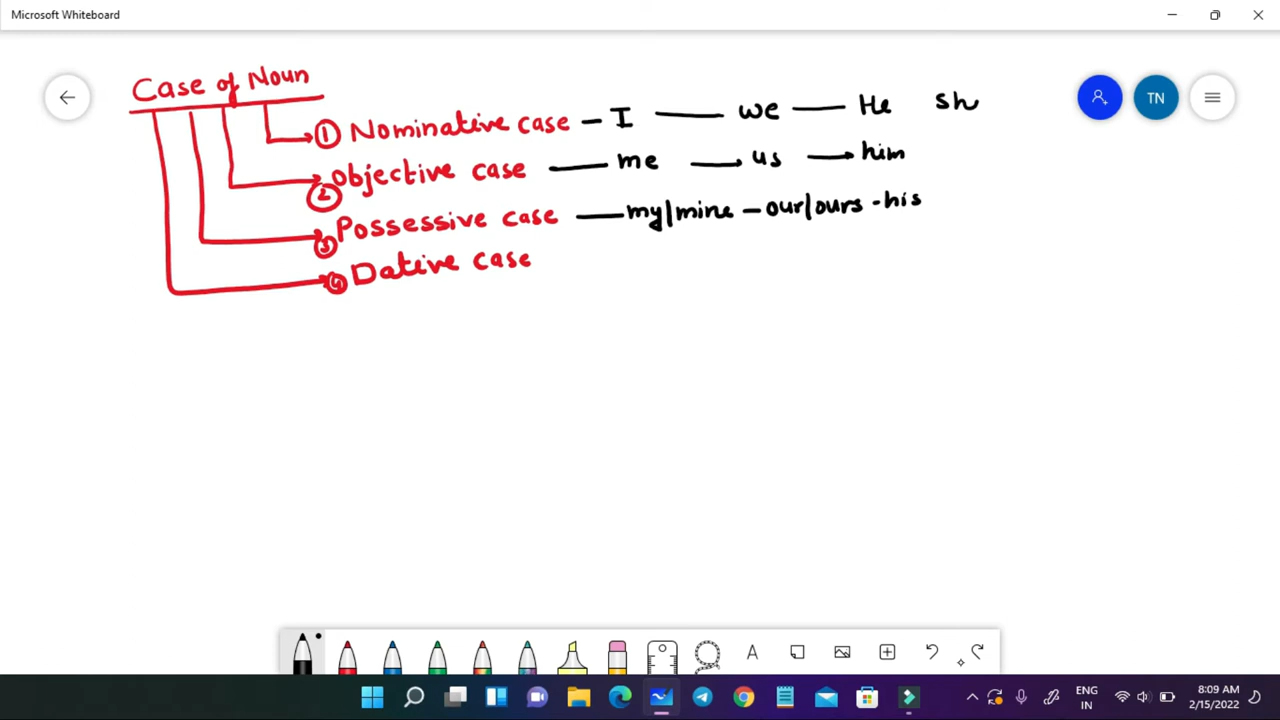 Microsoft Whiteboard
Case of Noun
TN
① Nominative case – I — we — He sh
② Objective case — me → us → him
③ Possessive case — my/mine – our/ours - his
④ Dative case
A
ENG
IN
8:09 AM
2/15/2022